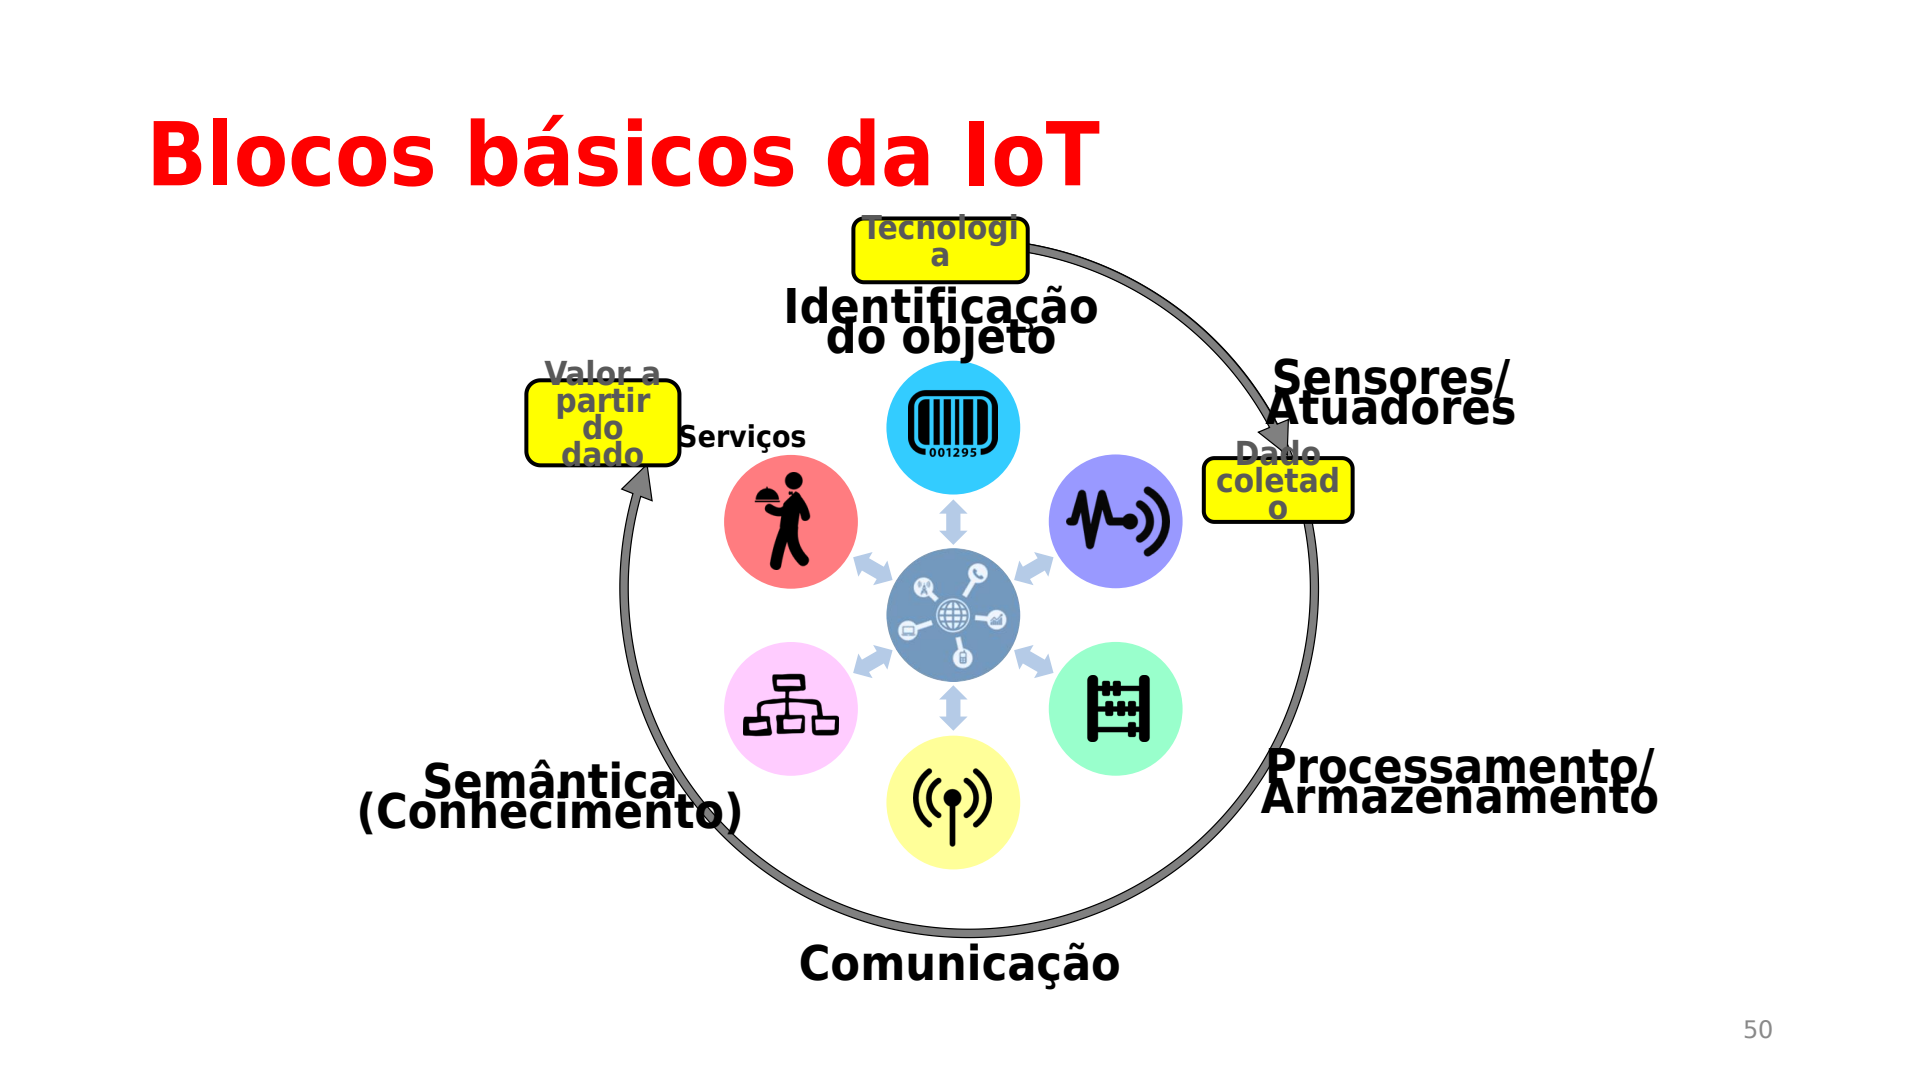 Blocos básicos da IoT
Tecnologi
a
Identificação
do objeto
Sensores/
Atuadores
Valor a
partir
do
dado
Serviços
001295
Dado
coletad
o
Semântica
(Conhecimento)
Processamento/
Armazenamento
Comunicação
50